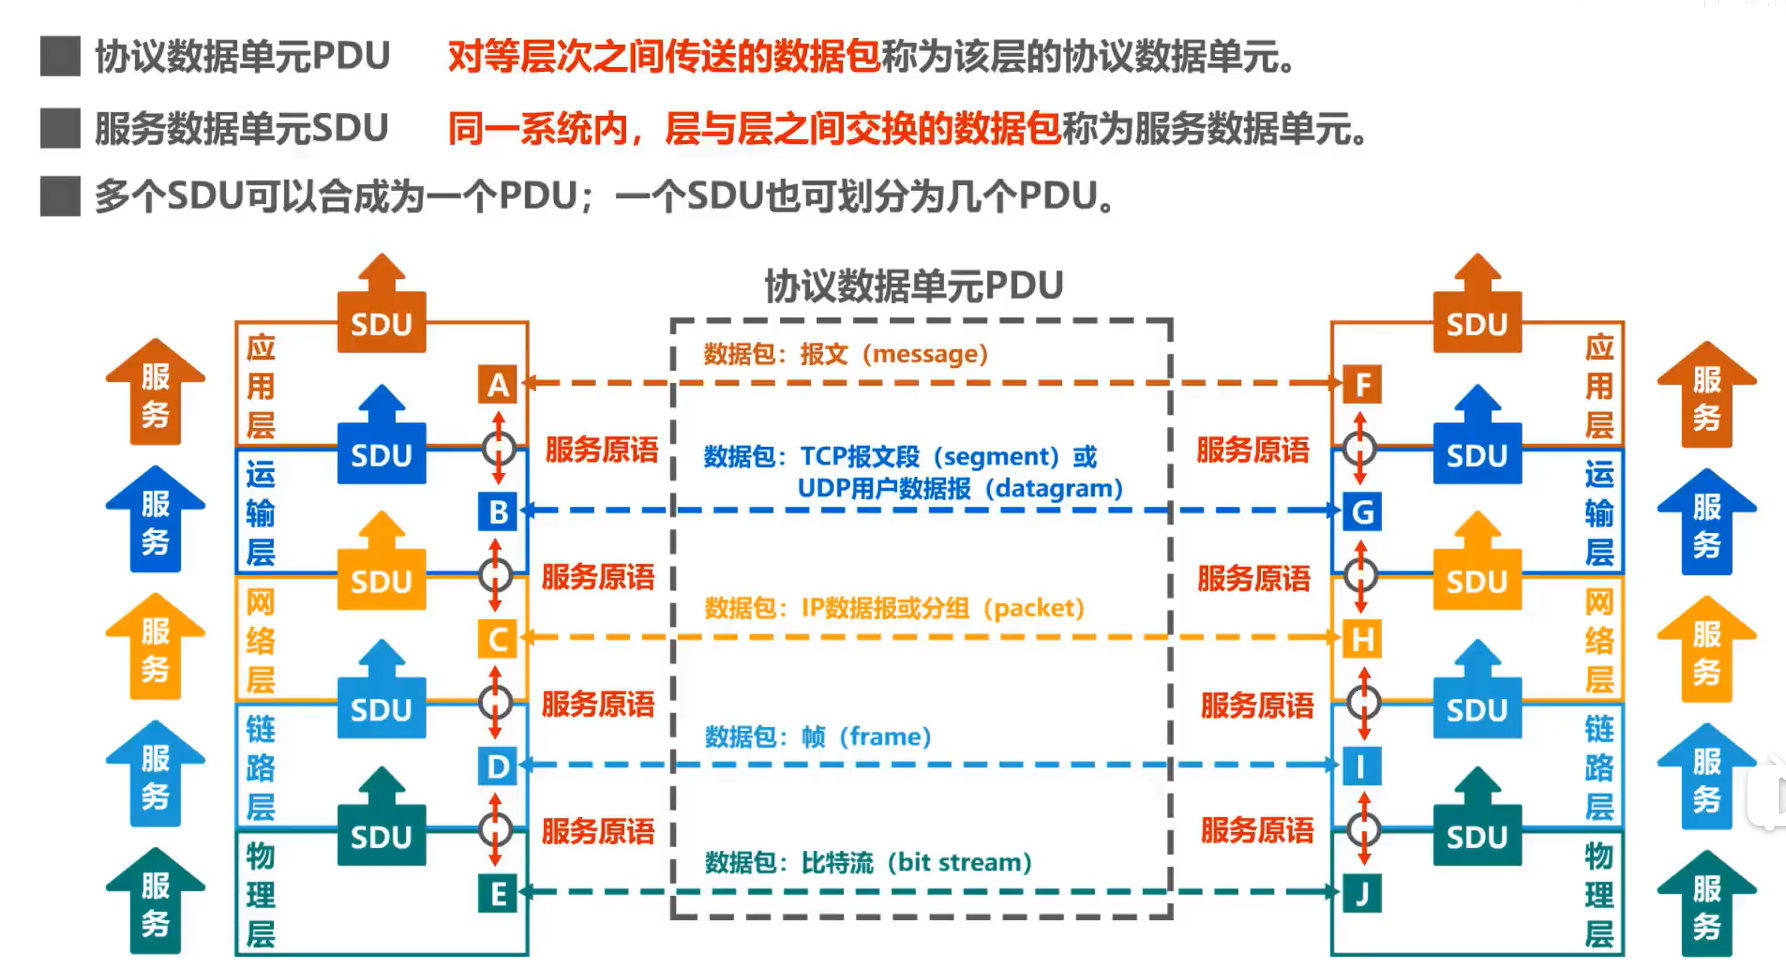 协议数据单元PDU 对等层次之间传送的数据包称为该层的协议数据单元。
服务数据单元SDU 同一系统内，层与层之间交换的数据包称为服务数据单元。
多个SDU可以合成为一个PDU；一个SDU也可划分为几个PDU。
协议数据单元PDU
SDU
SDU
应用层
服务
数据包：报文（message）
A
F
应用层
服务
SDU
服务原语
数据包：TCP报文段（segment）或
UDP用户数据报（datagram）
服务原语
SDU
运输层
服务
B
G
运输层
服务
SDU
服务原语
服务原语
SDU
网络层
服务
数据包：IP数据报或分组（packet）
C
H
网络层
服务
SDU
服务原语
服务原语
SDU
链路层
服务
数据包：帧（frame）
D
I
链路层
服务
SDU
服务原语
服务原语
SDU
物理层
服务
数据包：比特流（bit stream）
E
J
物理层
服务